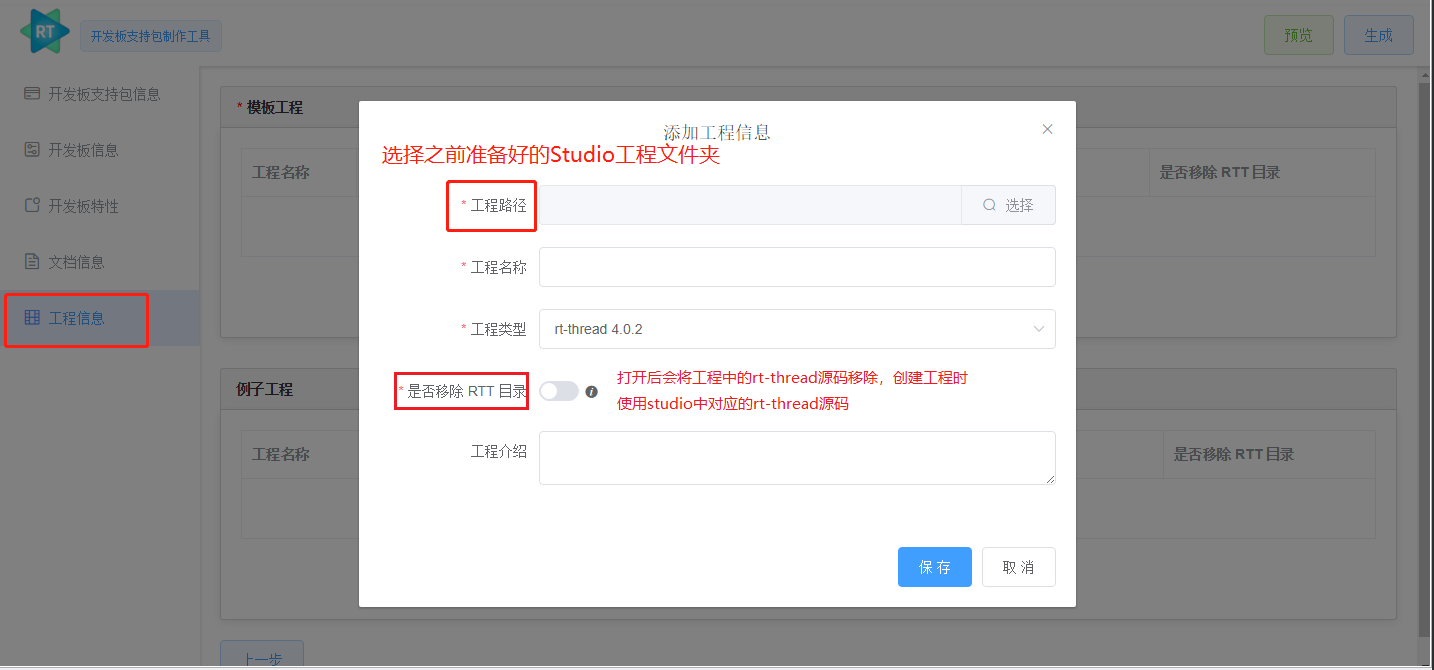 RT
开发板支持包制作工具
预览
生成
开发板支持包信息
开发板信息
开发板特性
文档信息
工程信息
* 模板工程
工程名称
是否移除 RTT 目录
例子工程
工程名称
是否移除 RTT 目录
上一步
添加工程信息
选择之前准备好的Studio工程文件夹
* 工程路径
选择
* 工程名称
* 工程类型
rt-thread 4.0.2
* 是否移除 RTT 目录
打开后会将工程中的rt-thread源码移除，创建工程时
使用studio中对应的rt-thread源码
工程介绍
保存
取消